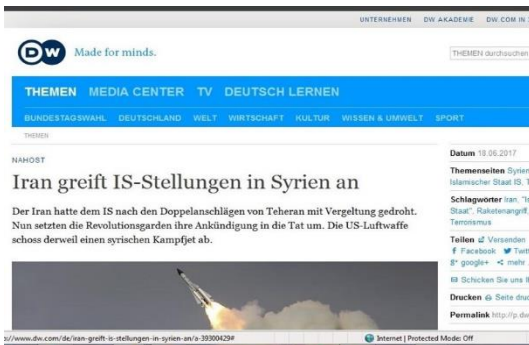 UNTERNEHMEN DW AKADEMIE DW.COM IN
DW Made for minds.
THEMEN durchsuchen
THEMEN MEDIA CENTER TV DEUTSCH LERNEN
BUNDESTAGSWAHL DEUTSCHLAND WELT WIRTSCHAFT KULTUR WISSEN & UMWELT SPORT
THEMEN
NAHOST
Iran greift IS-Stellungen in Syrien an
Der Iran hatte dem IS nach den Doppelanschlägen von Teheran mit Vergeltung gedroht.
Nun setzten die Revolutionsgarden ihre Ankündigung in die Tat um. Die US-Luftwaffe
schoss derweil einen syrischen Kampfjet ab.
Datum 18.06.2017
Themenseiten Syrien
Islamischer Staat IS, T
Schlagwörter Iran, "Is
Staat", Raketenangriff,
Terrorismus
Teilen Versenden
Facebook Twitt
google+ mehr
Schicken Sie uns I
Drucken Seite druc
Permalink http://p.dw
://www.dw.com/de/iran-greift-is-stellungen-in-syrien-an/a-39300429# Internet | Protected Mode: Off